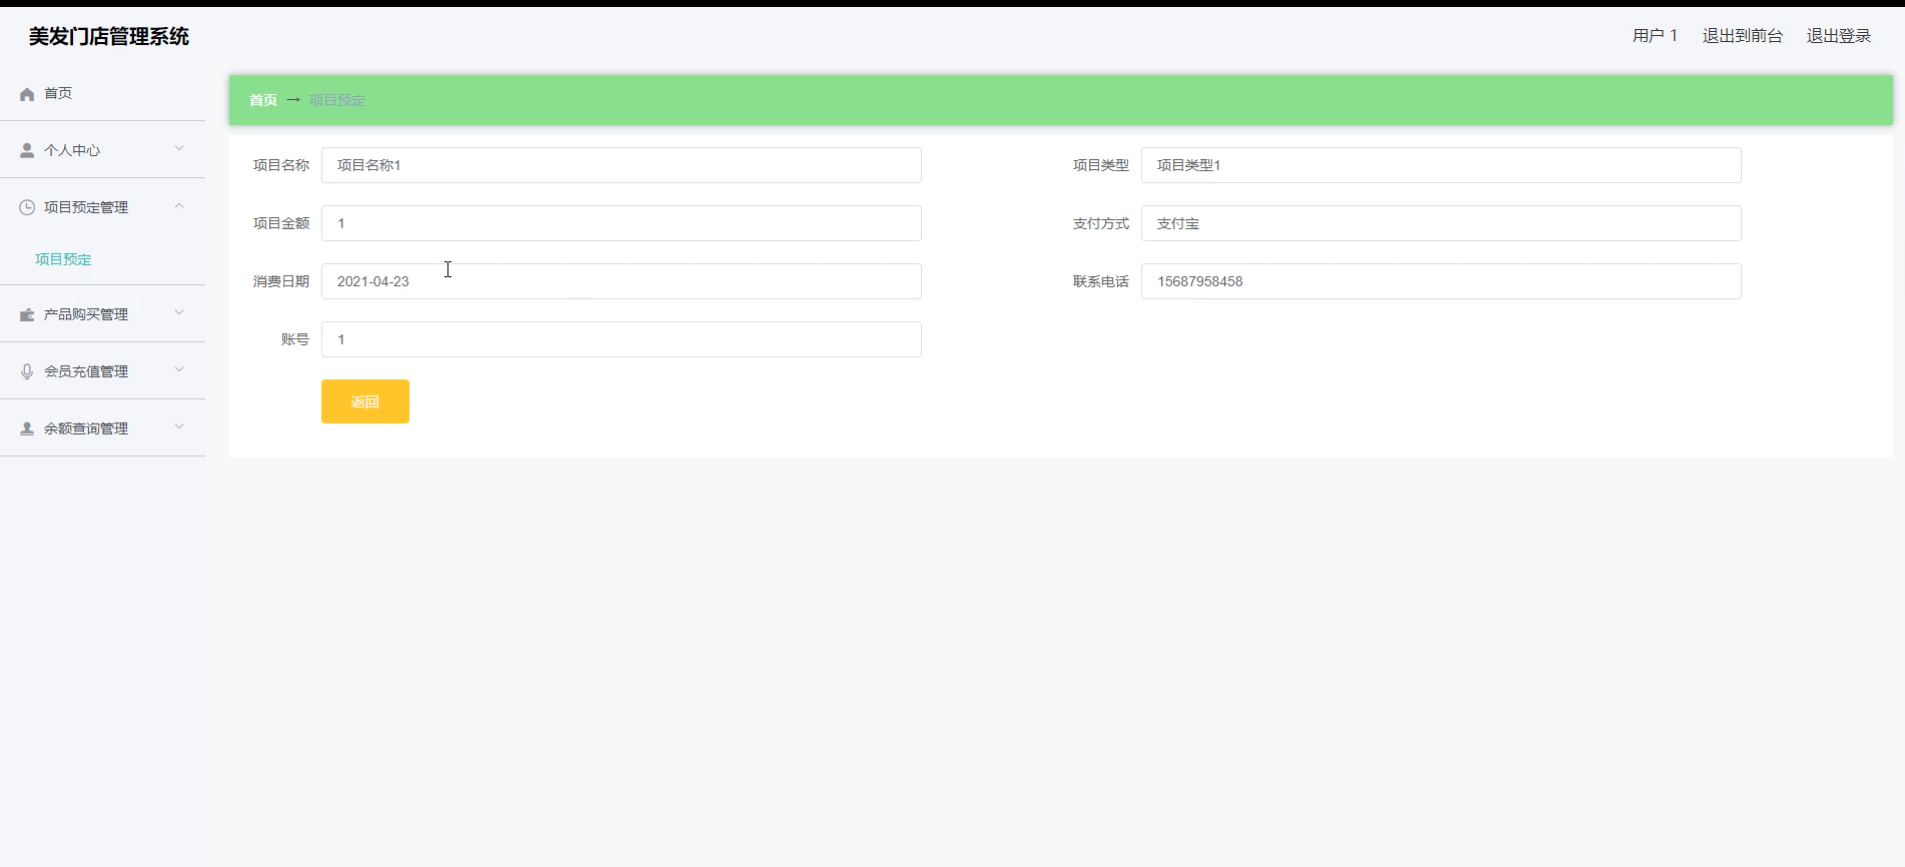 美发门店管理系统
用户 1 退出到前台 退出登录
首页
个人中心
项目预定管理
项目预定
产品购买管理
会员充值管理
余额查询管理
首页 → 项目预定
项目名称 项目名称1 项目类型 项目类型1
项目金额 1 支付方式 支付宝
消费日期 2021-04-23 联系电话 15687958458
账号 1
返回